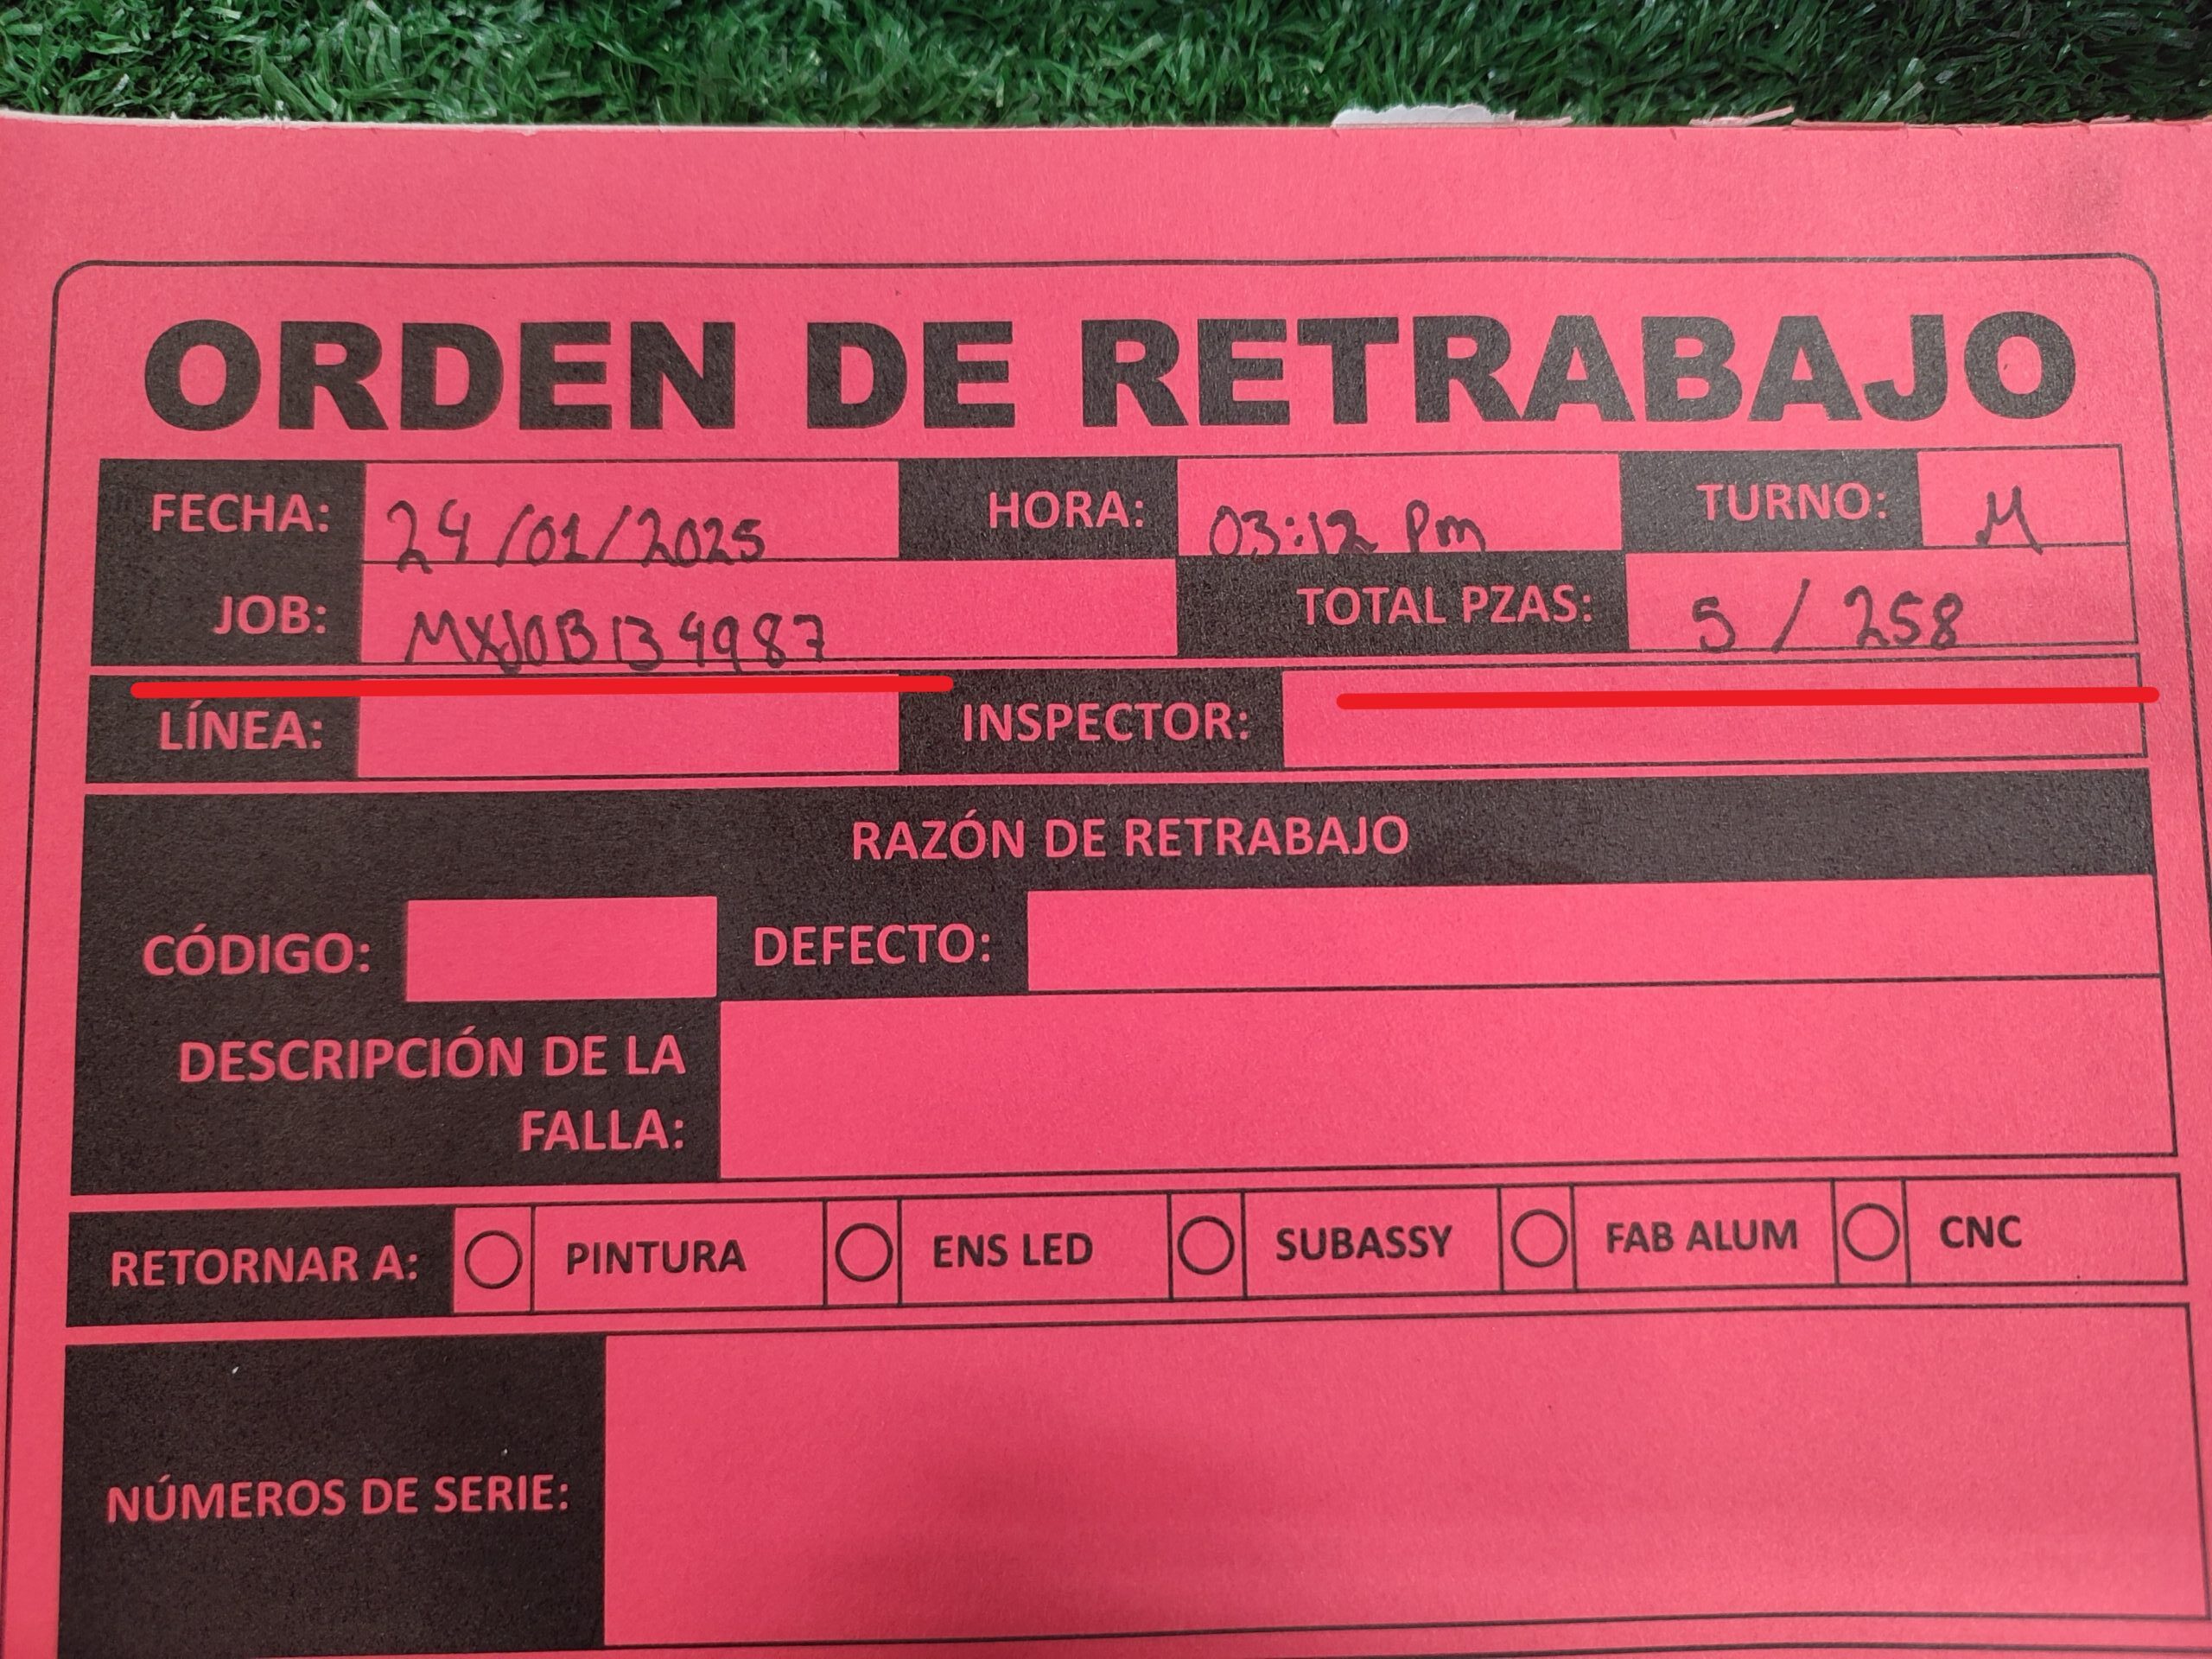 ORDEN DE RETRABAJO
FECHA: 24/01/2025 HORA: 03:12 Pm TURNO: M
JOB: MXJOB134987 TOTAL PZAS: 5 / 258
LÍNEA: INSPECTOR:
RAZÓN DE RETRABAJO
CÓDIGO: DEFECTO:
DESCRIPCIÓN DE LA
FALLA:
RETORNAR A: PINTURA ENS LED SUBASSY FAB ALUM CNC
NÚMEROS DE SERIE: